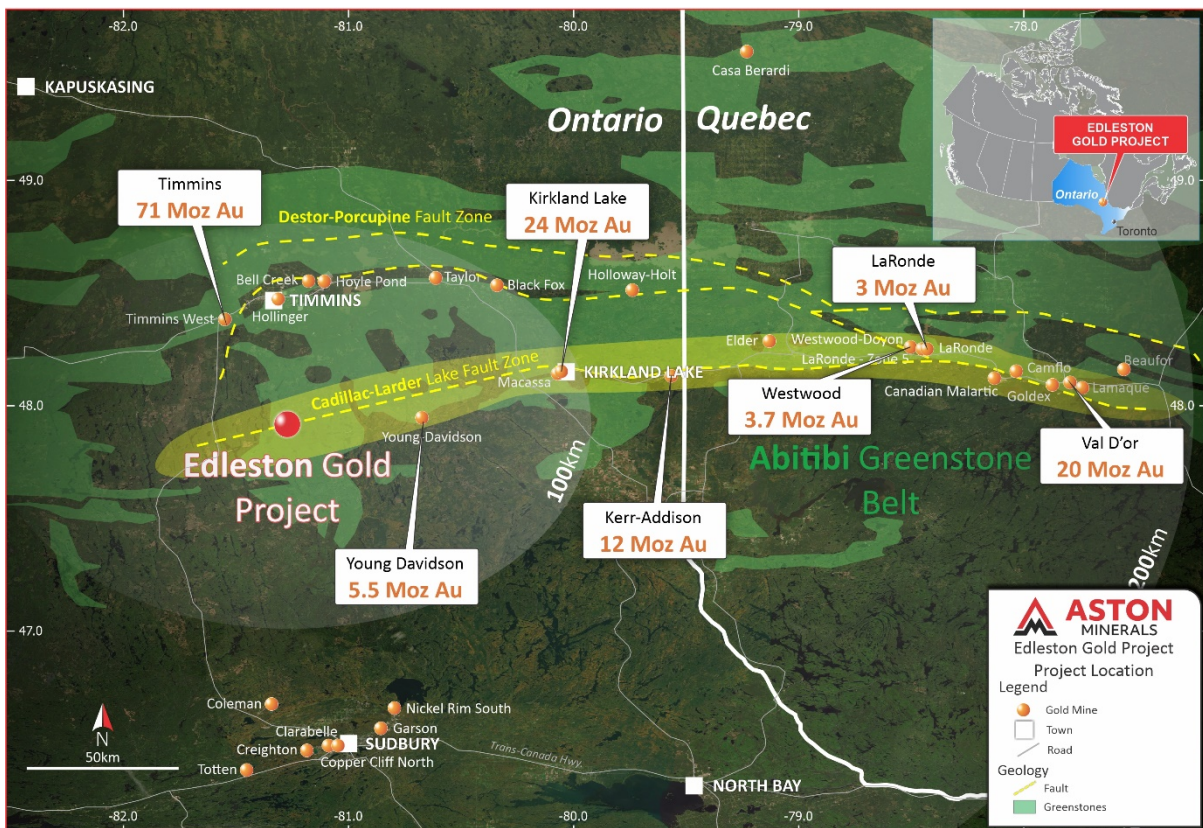 -82.0
-81.0
-80.0
-79.0
-78.0
KAPUSKASING
Casa Berardi
Ontario
Quebec
EDLESTON
GOLD PROJECT
Ontario
Toronto
49.0
49.0
Timmins
71 Moz Au
Destor-Porcupine Fault Zone
Kirkland Lake
24 Moz Au
LaRonde
3 Moz Au
Bell Creek
Hoyle Pond
Taylor
Black Fox
Holloway-Holt
TIMMINS
Hollinger
Timmins West
Elder
Westwood-Doyon
LaRonde
LaRonde - Zone 5
Cadillac-Larder Lake Fault Zone
Macassa
KIRKLAND LAKE
Camflo
Beaufor
Canadian Malartic
Goldex
Lamaque
48.0
48.0
Westwood
3.7 Moz Au
Young Davidson
Edleston Gold
Project
100km
Abitibi Greenstone
Belt
Val D'or
20 Moz Au
Kerr-Addison
12 Moz Au
Young Davidson
5.5 Moz Au
200km
47.0
ASTON
MINERALS
Edleston Gold Project
Project Location
Legend
Gold Mine
Town
Road
Geology
Fault
Greenstones
Coleman
Nickel Rim South
Clarabelle
Garson
Creighton
SUDBURY
Copper Cliff North
Totten
Trans-Canada Hwy.
NORTH BAY
N
50km
-82.0
-81.0
-80.0
-79.0